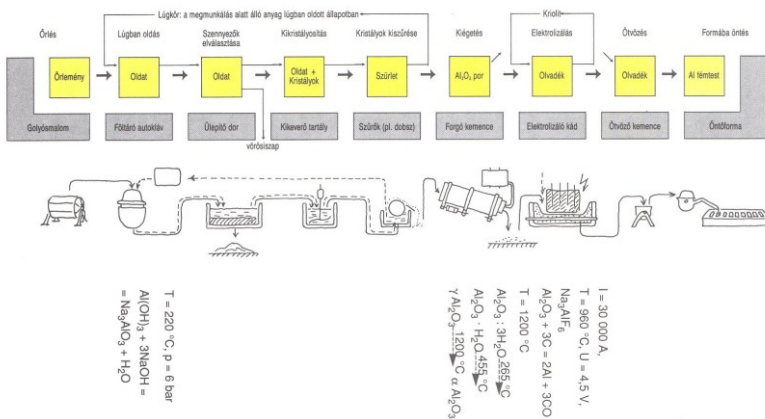 Lúgkör: a megmunkálás alatt álló anyag lúgban oldott állapotban
Kriolit
Őrlés
Lúgban oldás
Szennyezők elválasztása
Kikristályosítás
Kristályok kiszűrése
Kiégetés
Elektrolizálás
Ötvözés
Formába öntés
Őrlemény
Oldat
Oldat
Oldat + Kristályok
Szűrlet
Al₂O₃ por
Olvadék
Olvadék
Al fémtest
Golyósmalom
Főltáró autokláv
Ülepítő dor
Kikeverő tartály
Szűrők (pl. dobsz)
Forgó kemence
Elektrolizáló kád
Ötvöző kemence
Öntőforma
vörösiszap
T = 220 °C, p = 6 bar
Al(OH)₃ + 3NaOH =
= Na₃AlO₃ + H₂O
I = 30 000 A,
T = 960 °C, U = 4,5 V,
Na₃AlF₆
Al₂O₃ + 3C = 2Al + 3CO
T = 1200 °C
Al₂O₃ : 3H₂O 265 °C
Al₂O₃ · H₂O 455 °C
γ Al₂O₃ 1200 °C α Al₂O₃